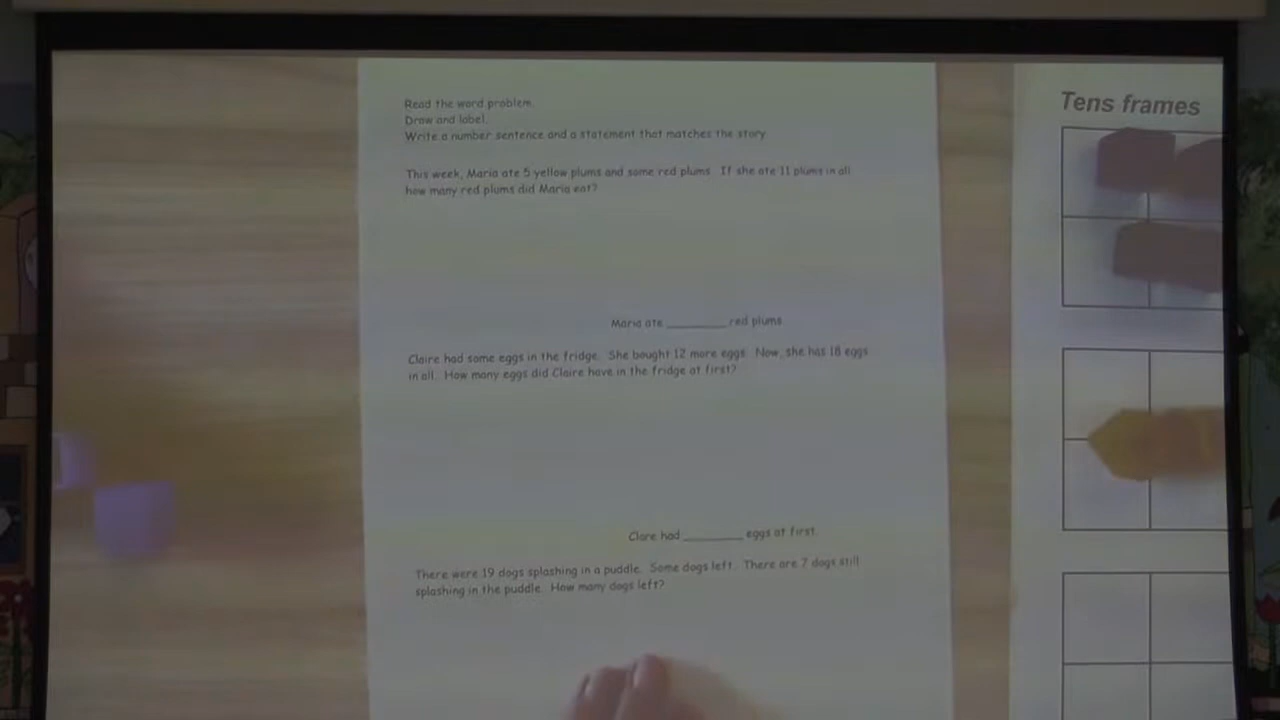 Read the word problem.
Draw and label.
Write a number sentence and a statement that matches the story.
This week, Maria ate 5 yellow plums and some red plums. If she ate 11 plums in all
how many red plums did Maria eat?
Maria ate ________ red plums.
Claire had some eggs in the fridge. She bought 12 more eggs. Now, she has 18 eggs
in all. How many eggs did Claire have in the fridge at first?
Clare had ________ eggs at first.
There were 19 dogs splashing in a puddle. Some dogs left. There are 7 dogs still
splashing in the puddle. How many dogs left?
Tens frames